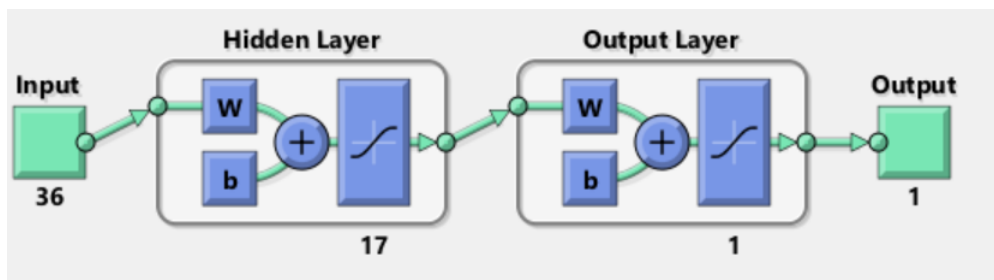 Hidden Layer
Output Layer
Input
Output
W
W
+
+
b
b
36
1
17
1